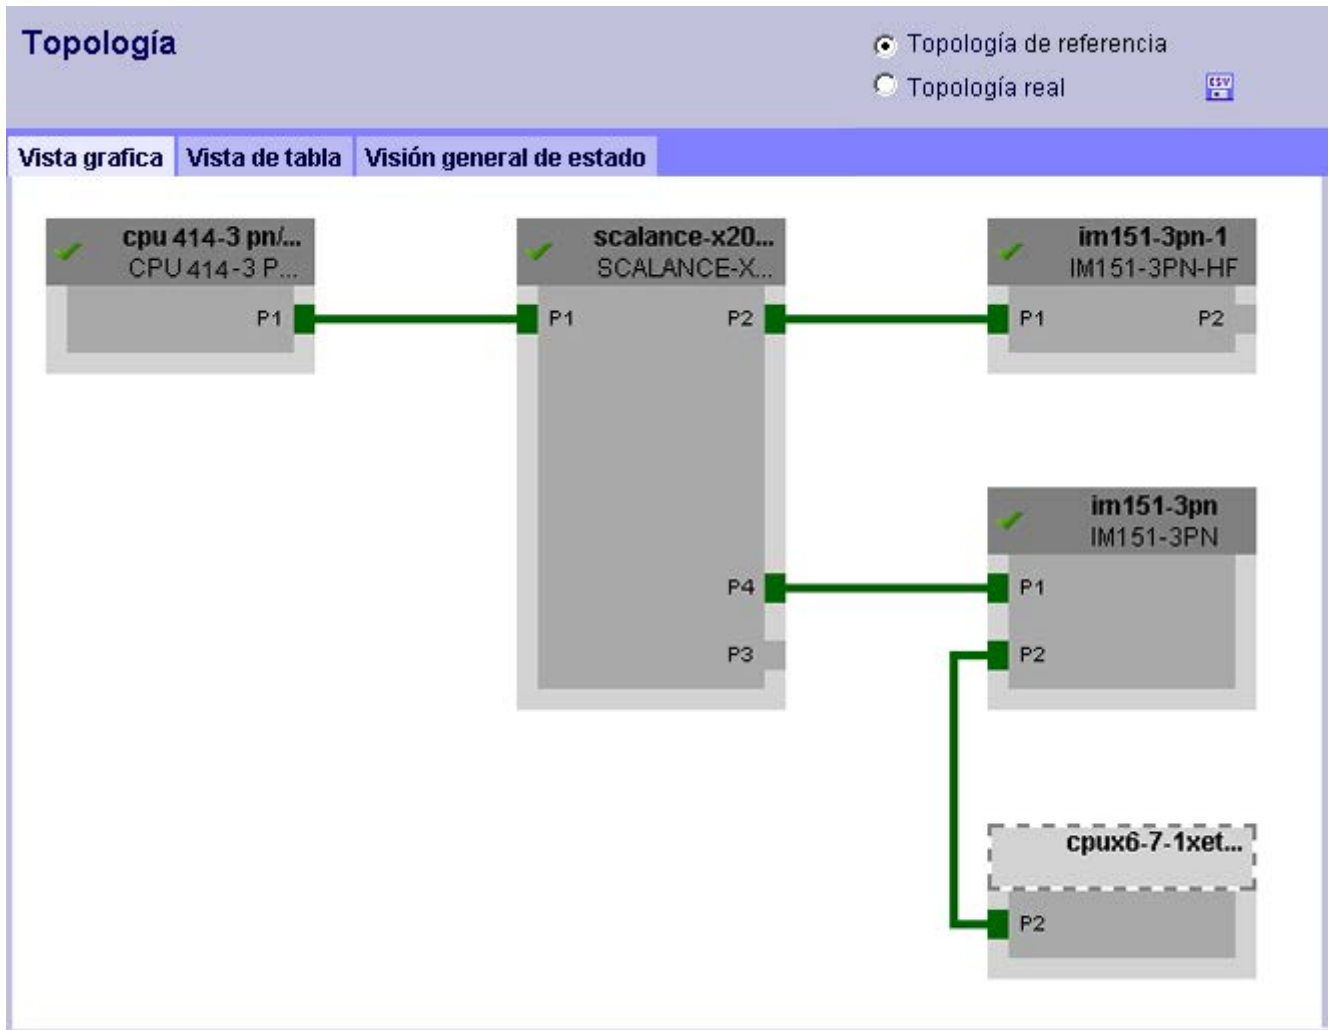 Topología
Topología de referencia
Topología real
CSV
Vista grafica
Vista de tabla
Visión general de estado
cpu 414-3 pn/...
CPU 414-3 P...
P1
scalance-x20...
SCALANCE-X...
P1
P2
P4
P3
im151-3pn-1
IM151-3PN-HF
P1
P2
im151-3pn
IM151-3PN
P1
P2
cpux6-7-1xet...
P2